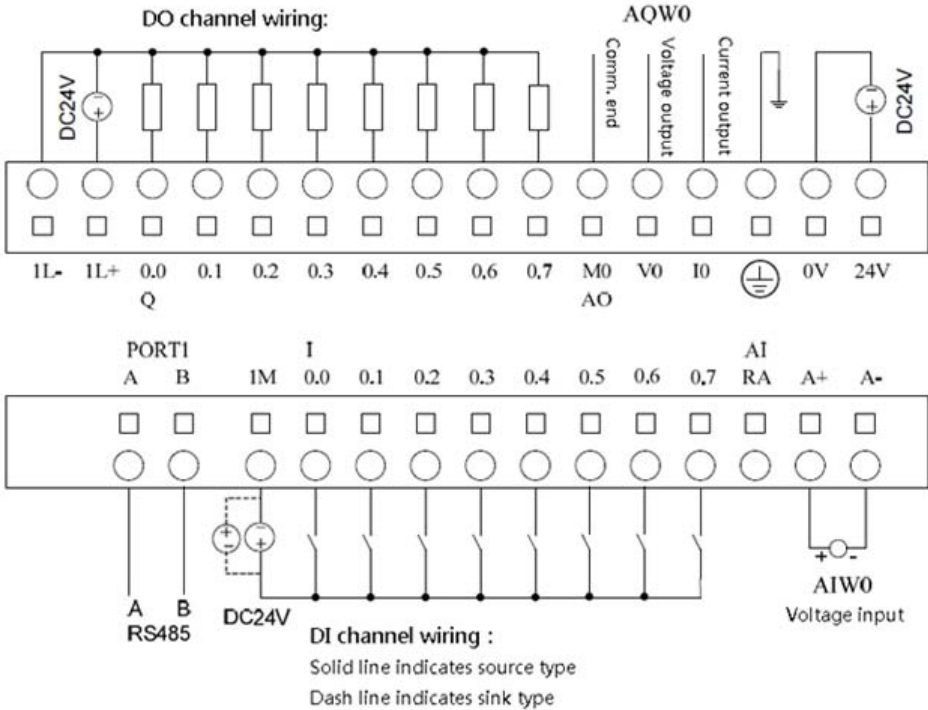 DO channel wiring:
AQW0
DC24V
Comm. end
Voltage output
Current output
DC24V
1L- 1L+ 0.0 0.1 0.2 0.3 0.4 0.5 0.6 0.7 M0 V0 I0 0V 24V
Q AO
PORT1 I AI
A B 1M 0.0 0.1 0.2 0.3 0.4 0.5 0.6 0.7 RA A+ A-
A B
RS485
DC24V
AIW0
Voltage input
DI channel wiring :
Solid line indicates source type
Dash line indicates sink type